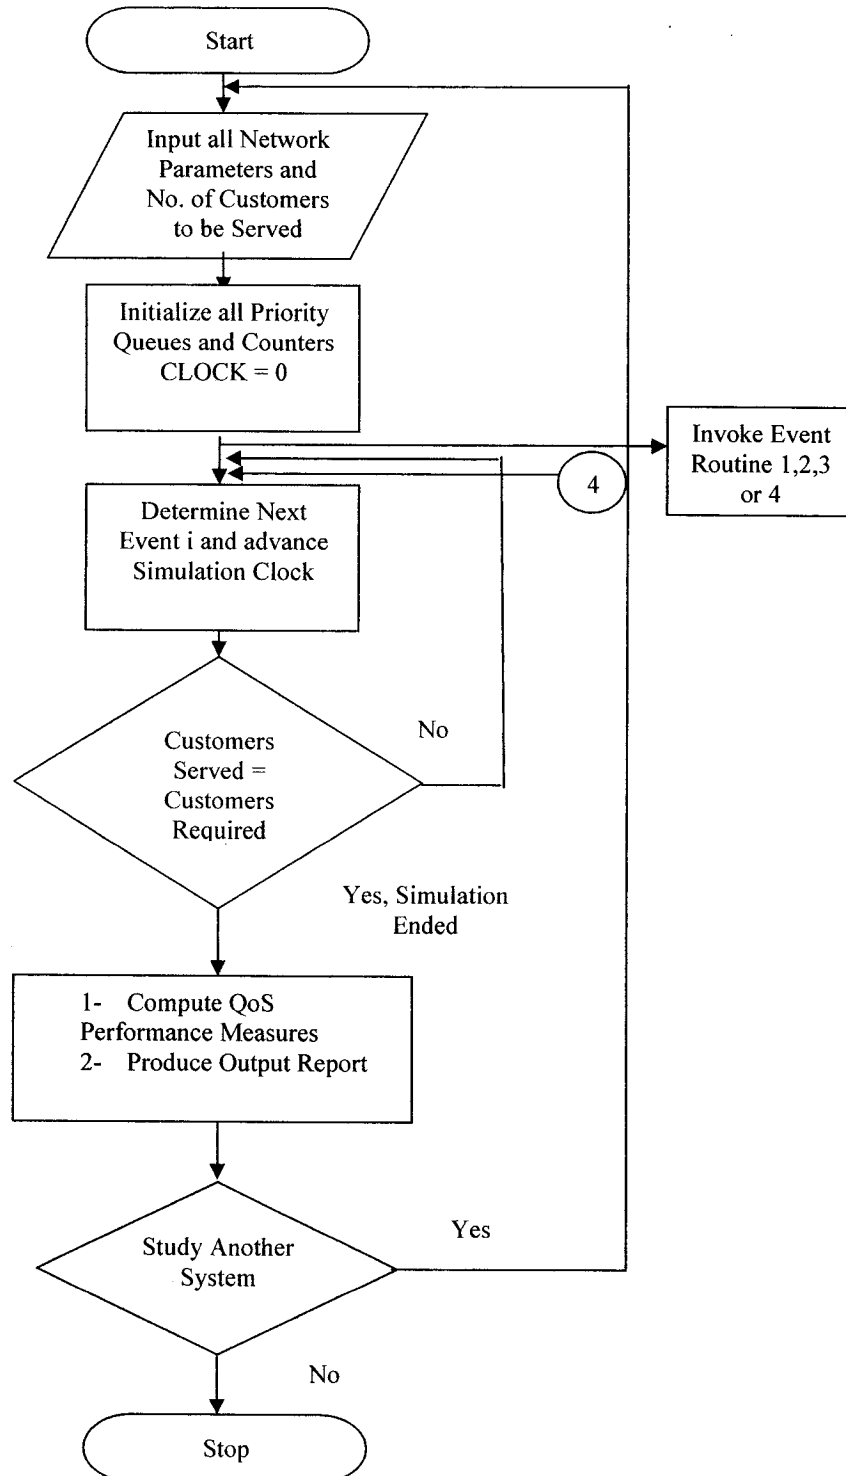 Start
Input all Network
Parameters and
No. of Customers
to be Served
Initialize all Priority
Queues and Counters
CLOCK = 0
Invoke Event
Routine 1,2,3
or 4
4
Determine Next
Event i and advance
Simulation Clock
No
Customers
Served =
Customers
Required
Yes, Simulation
Ended
1- Compute QoS
Performance Measures
2- Produce Output Report
Yes
Study Another
System
No
Stop